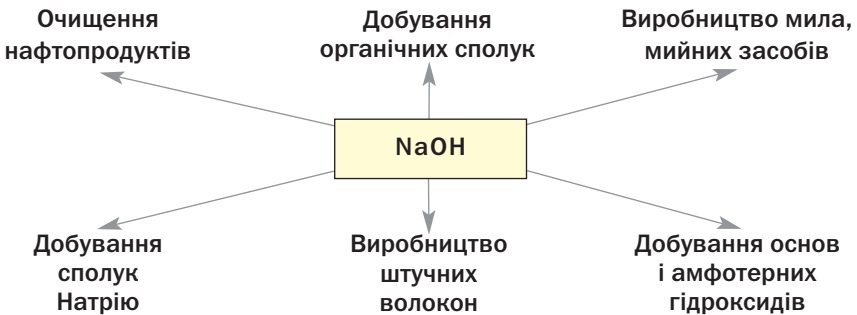 Очищення
нафтопродуктів
Добування
органічних сполук
Виробництво мила,
мийних засобів
NaOH
Добування
сполук
Натрію
Виробництво
штучних
волокон
Добування основ
і амфотерних
гідроксидів